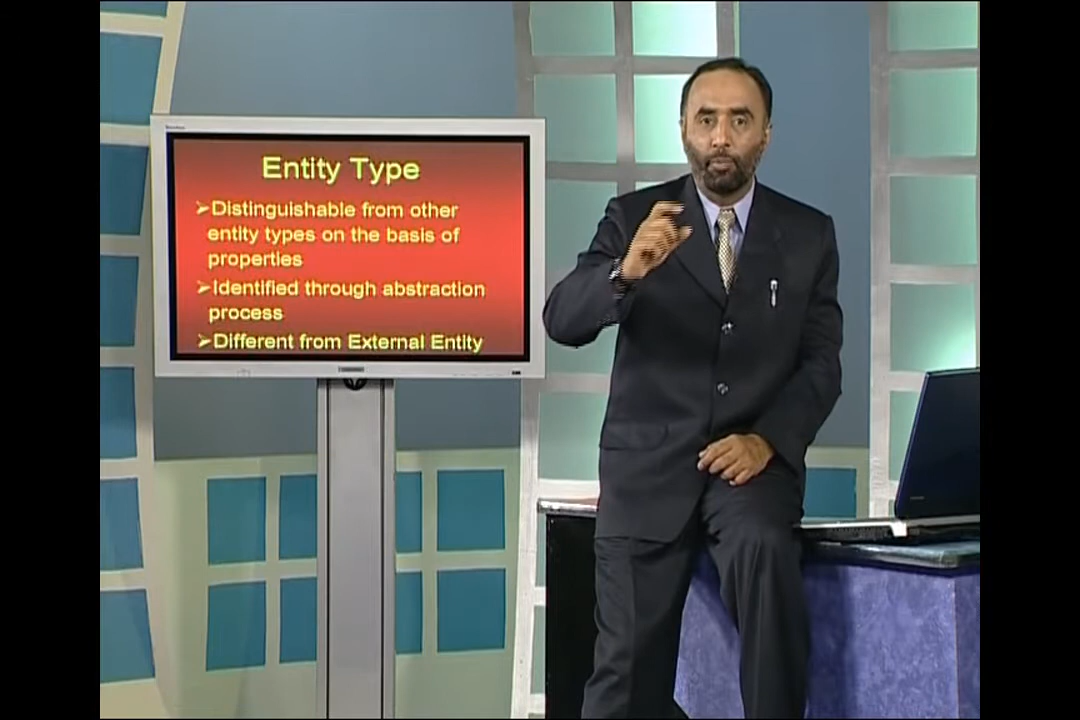 Entity Type
➢Distinguishable from other
entity types on the basis of
properties
➢Identified through abstraction
process
➢Different from External Entity